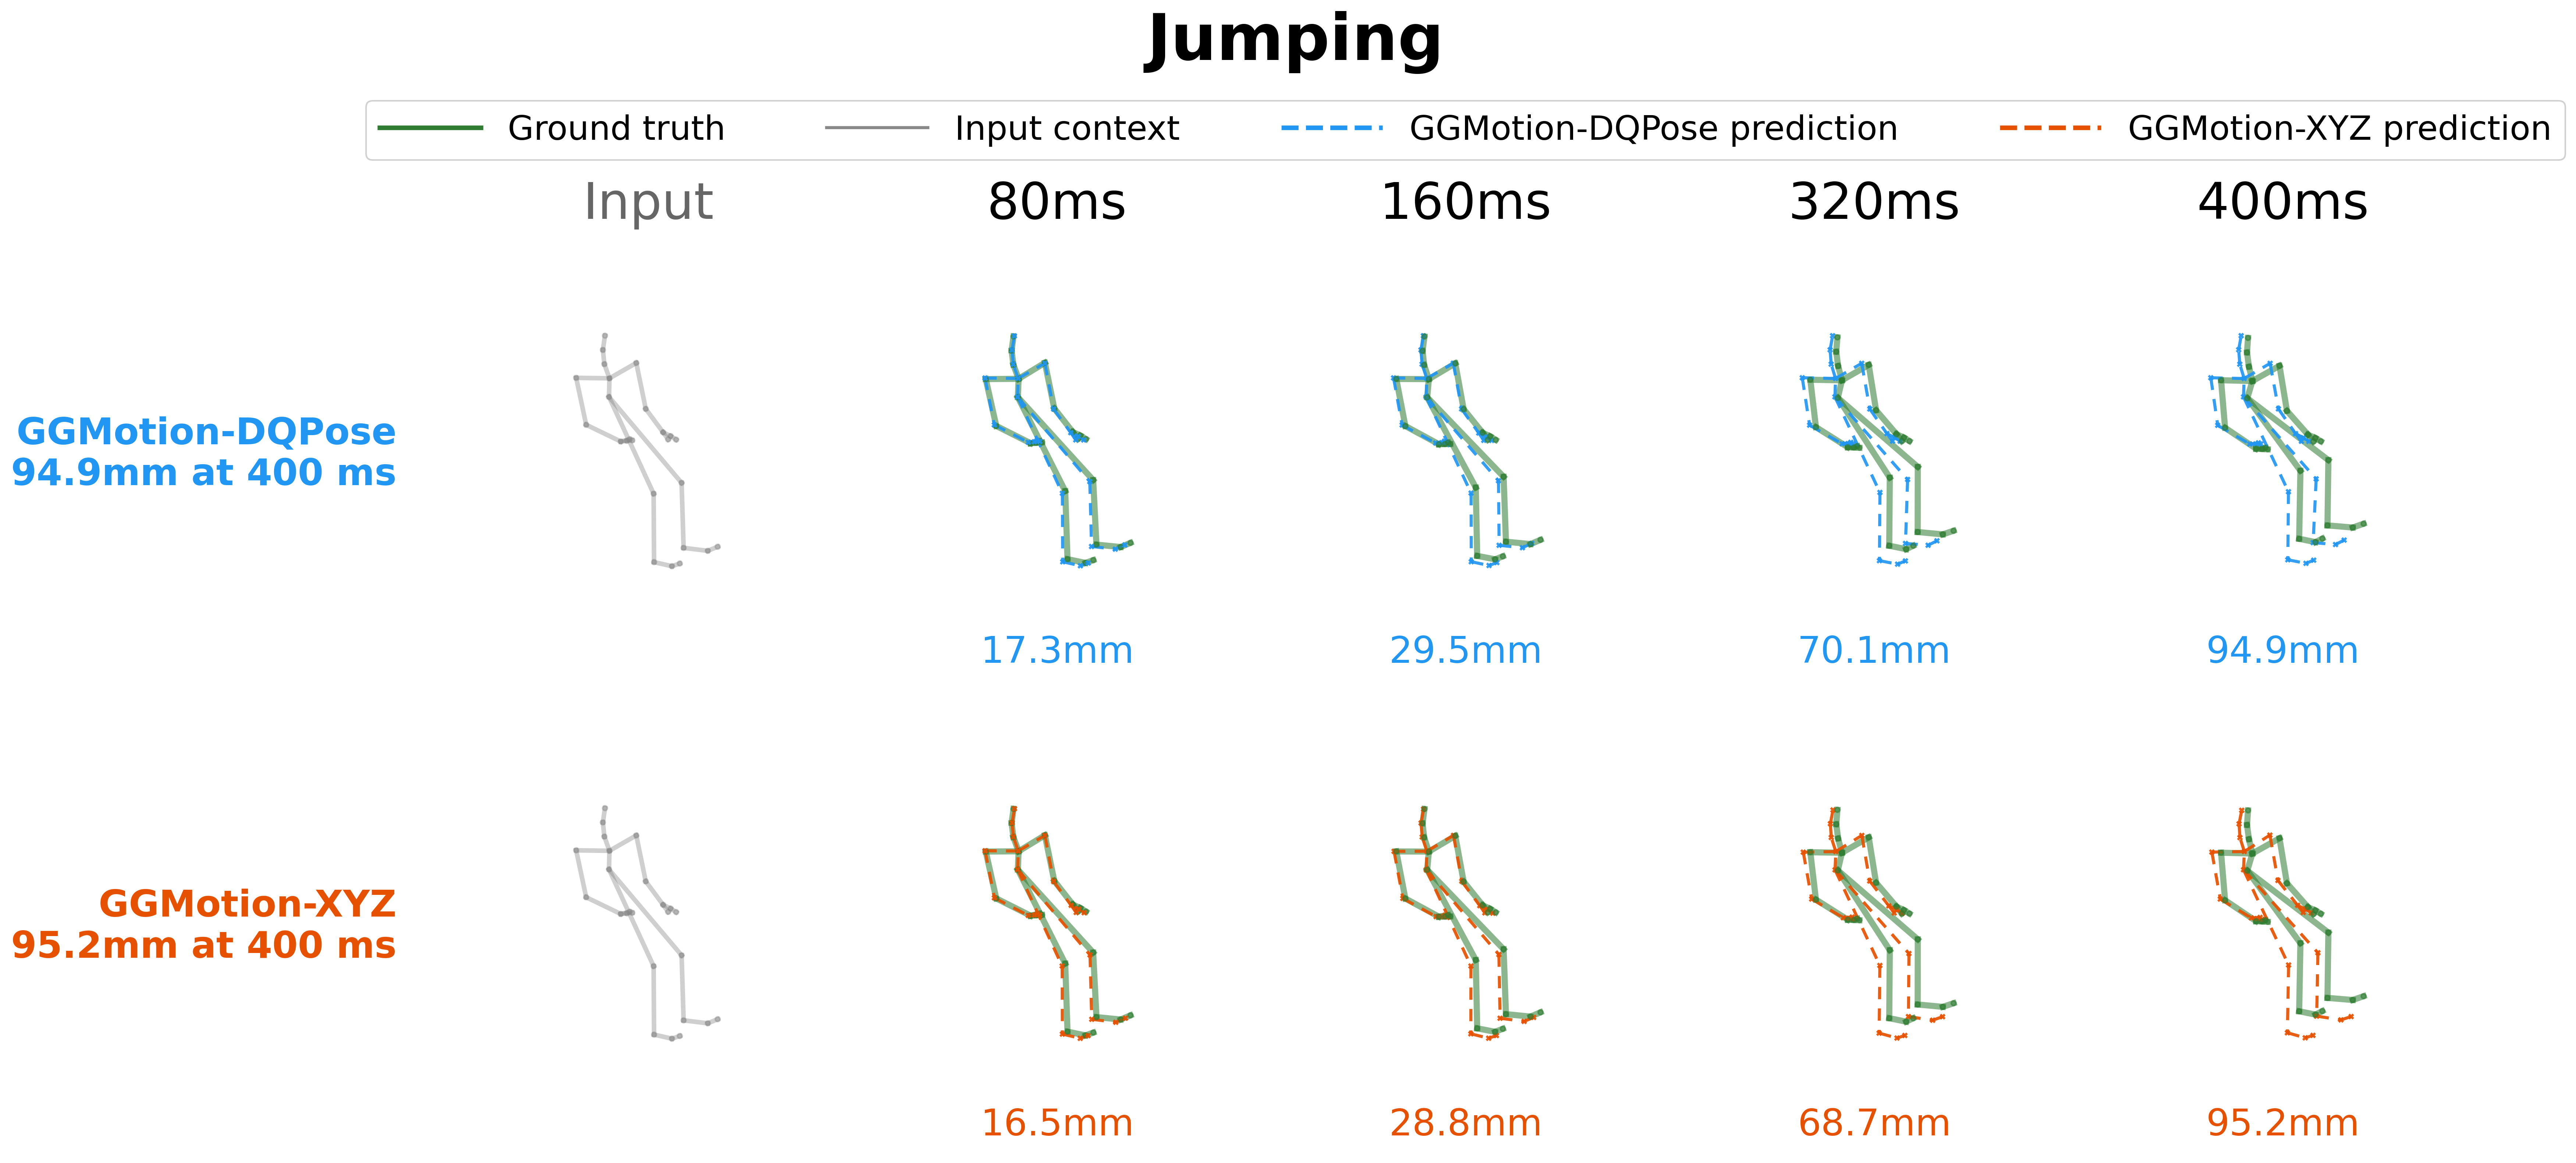 Jumping
Ground truth
Input context
GGMotion-DQPose prediction
GGMotion-XYZ prediction
Input
80ms
160ms
320ms
400ms
GGMotion-DQPose
94.9mm at 400 ms
17.3mm
29.5mm
70.1mm
94.9mm
GGMotion-XYZ
95.2mm at 400 ms
16.5mm
28.8mm
68.7mm
95.2mm